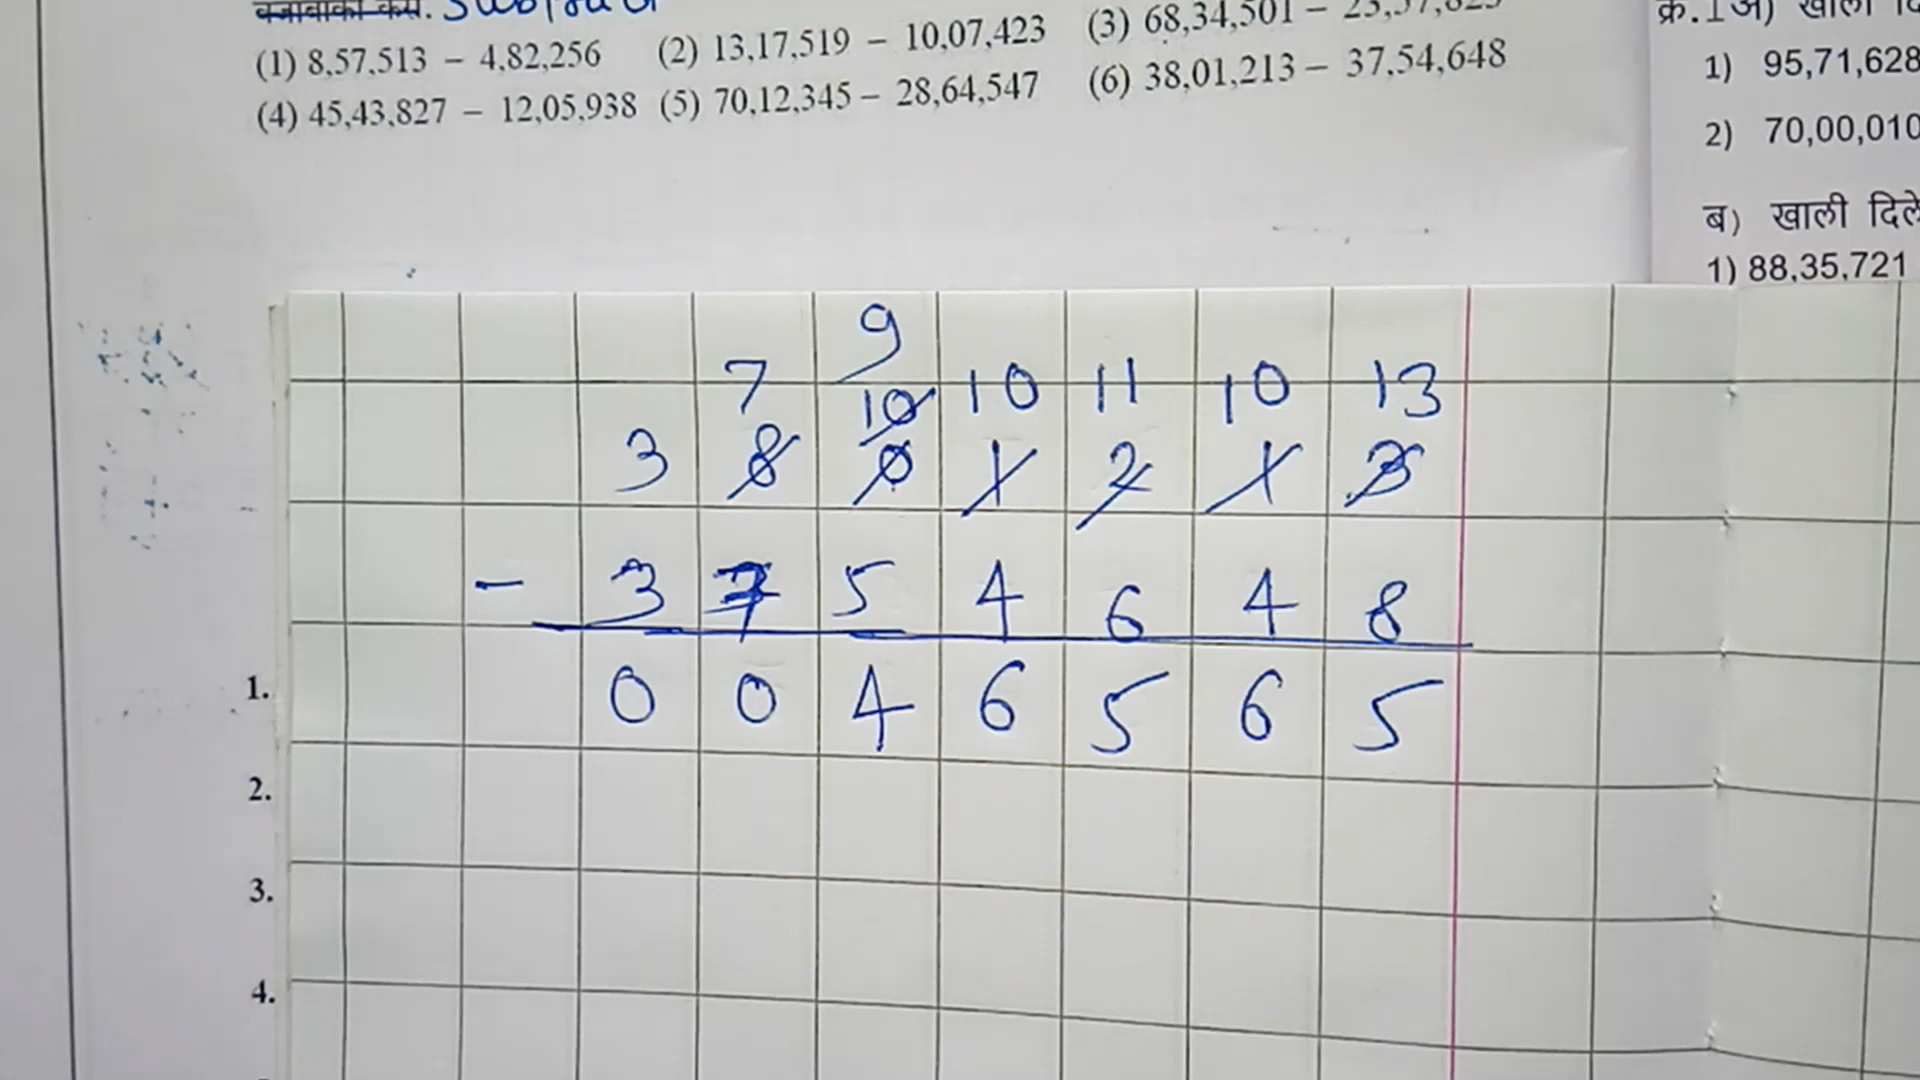 वजाबाकी करा.
(1) 8,57,513 – 4,82,256 (2) 13,17,519 – 10,07,423 (3) 68,34,501 –
(4) 45,43,827 – 12,05,938 (5) 70,12,345 – 28,64,547 (6) 38,01,213 – 37,54,648
क्र.1अ) खाली
1) 95,71,628
2) 70,00,010
ब) खाली दिले
1) 88,35,721
9
7 10 10 11 10 13
3 8 0 1 2 1 3
– 3 7 5 4 6 4 8
1. 0 0 4 6 5 6 5
2.
3.
4.